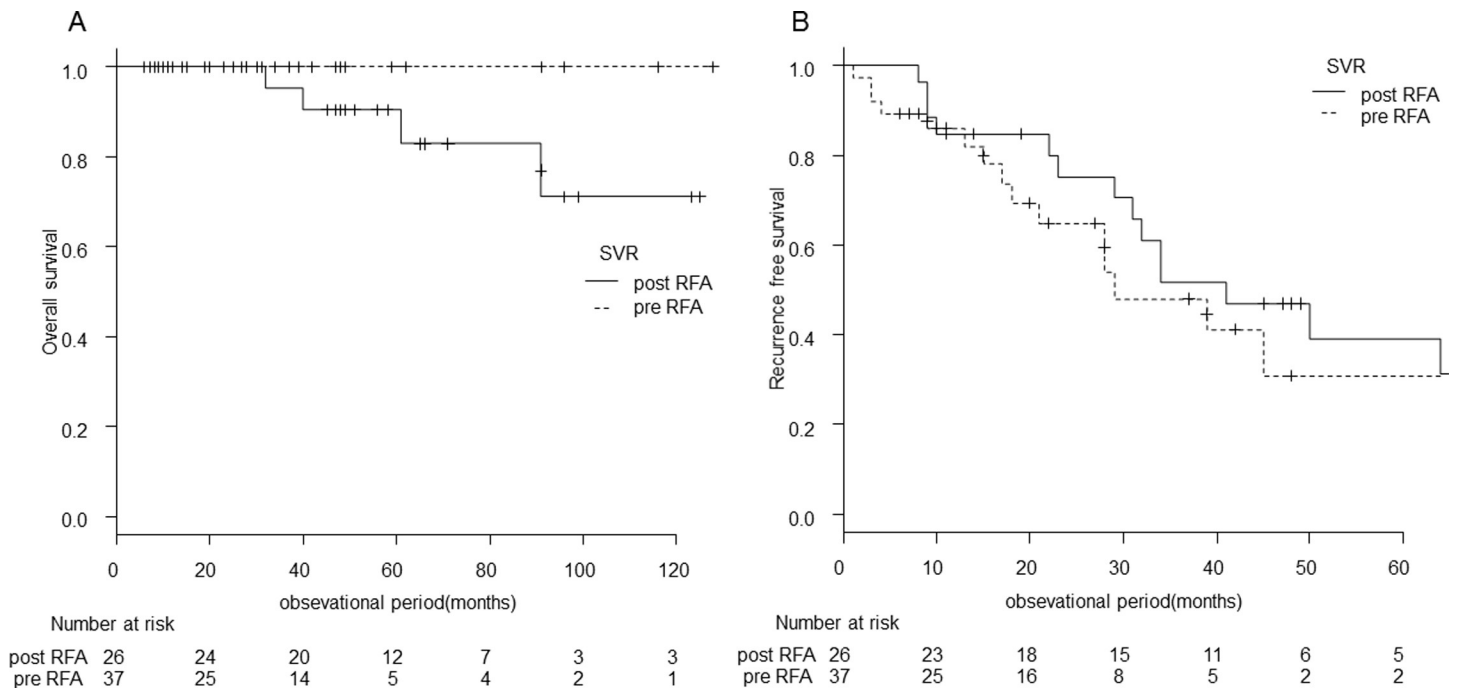 A
Overall survival
1.0
0.8
0.6
0.4
0.2
0.0
SVR
post RFA
pre RFA
0 20 40 60 80 100 120
obsevational period(months)
Number at risk
post RFA 26 24 20 12 7 3 3
pre RFA 37 25 14 5 4 2 1
B
Recurrence free survival
1.0
0.8
0.6
0.4
0.2
0.0
SVR
post RFA
pre RFA
0 10 20 30 40 50 60
obsevational period(months)
Number at risk
post RFA 26 23 18 15 11 6 5
pre RFA 37 25 16 8 5 2 2